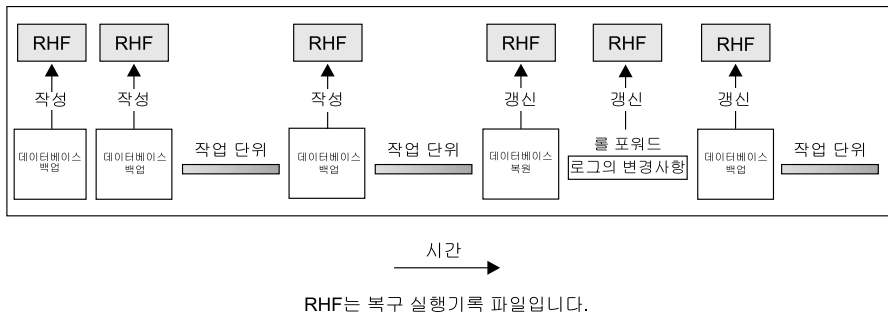 RHF
RHF
RHF
RHF
RHF
RHF
작성
작성
작성
갱신
갱신
갱신
데이터베이스
백업
데이터베이스
백업
작업 단위
데이터베이스
백업
작업 단위
데이터베이스
복원
롤 포워드
로그의 변경사항
데이터베이스
백업
작업 단위
시간
RHF는 복구 실행기록 파일입니다.